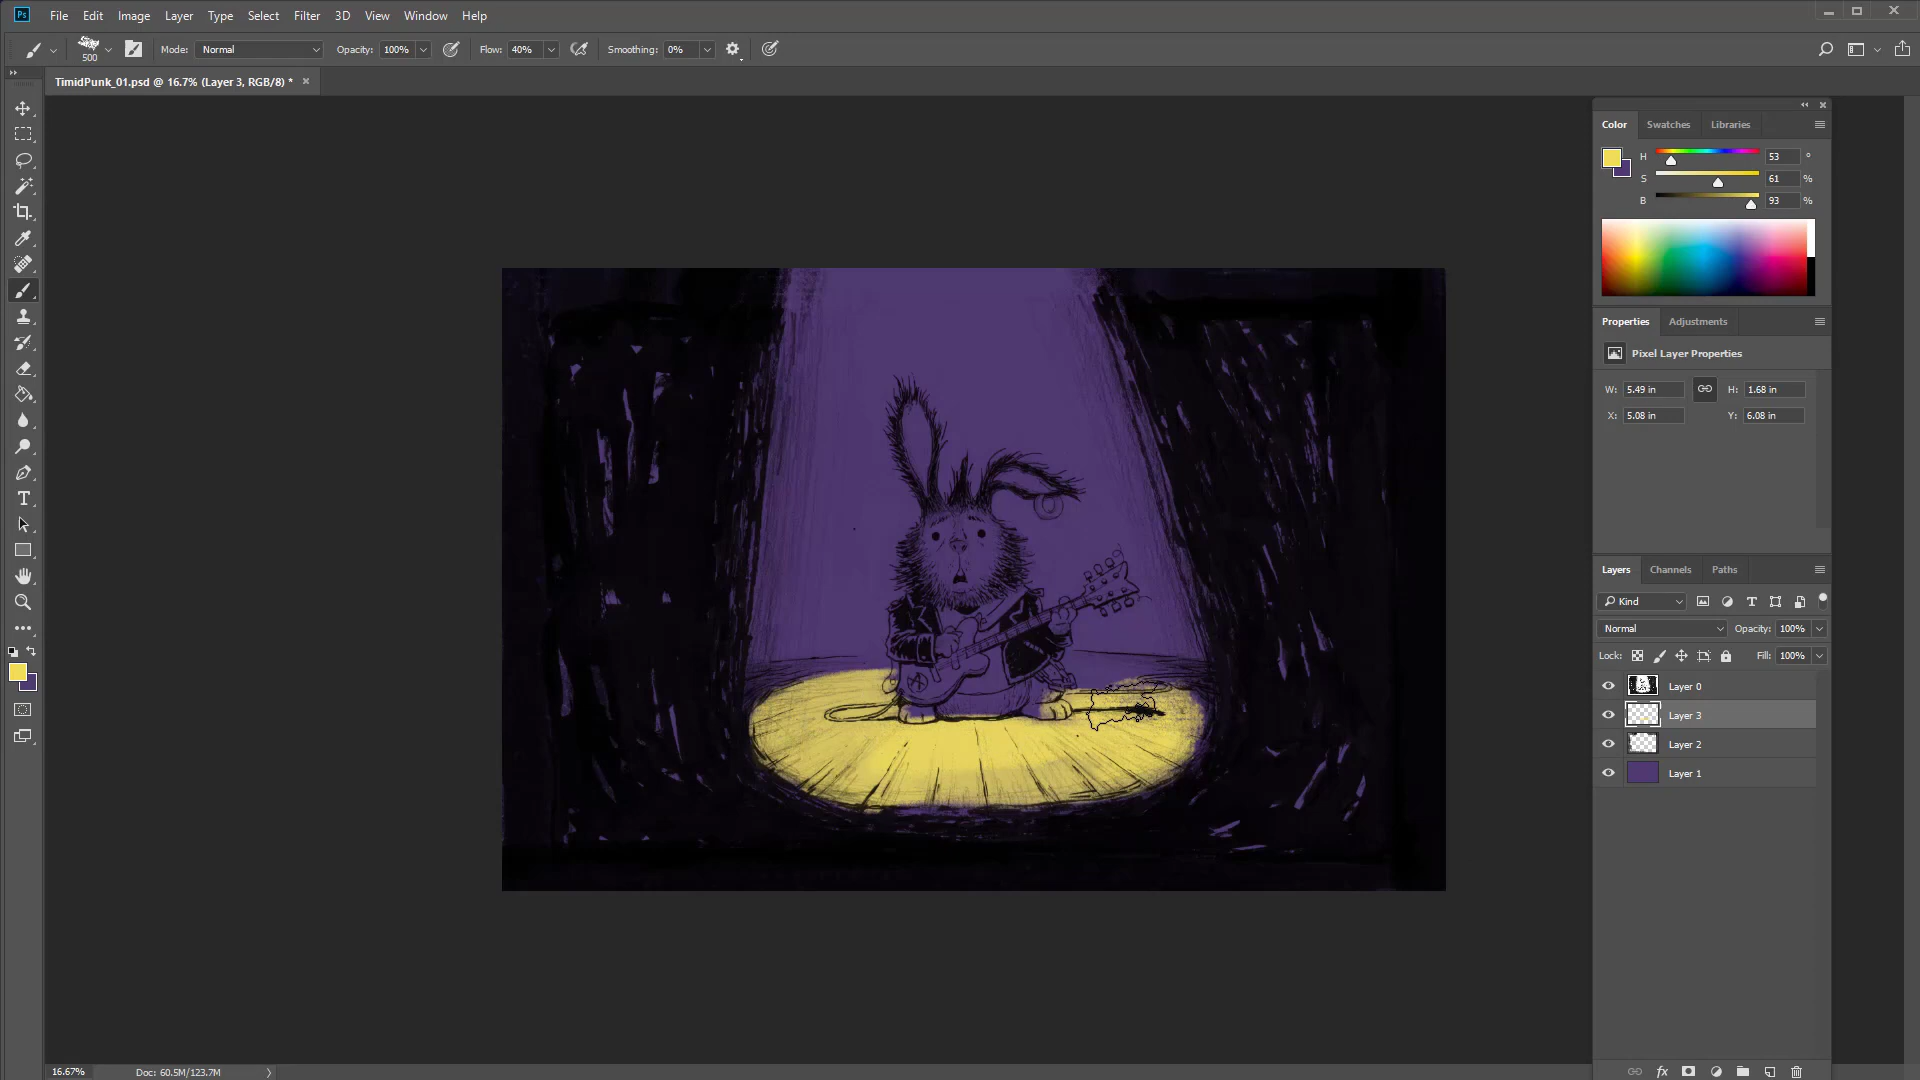 Ps File Edit Image Layer Type Select Filter 3D View Window Help
500 Mode: Normal Opacity: 100% Flow: 40% Smoothing: 0%
TimidPunk_01.psd @ 16.7% (Layer 3, RGB/8) *
Color Swatches Libraries
H 53 °
S 61 %
B 93 %
Properties Adjustments
Pixel Layer Properties
W: 5.49 in H: 1.68 in
X: 5.08 in Y: 6.08 in
Layers Channels Paths
Kind
Normal Opacity: 100%
Lock: Fill: 100%
Layer 0
Layer 3
Layer 2
Layer 1
fx
16.67% Doc: 60.5M/123.7M